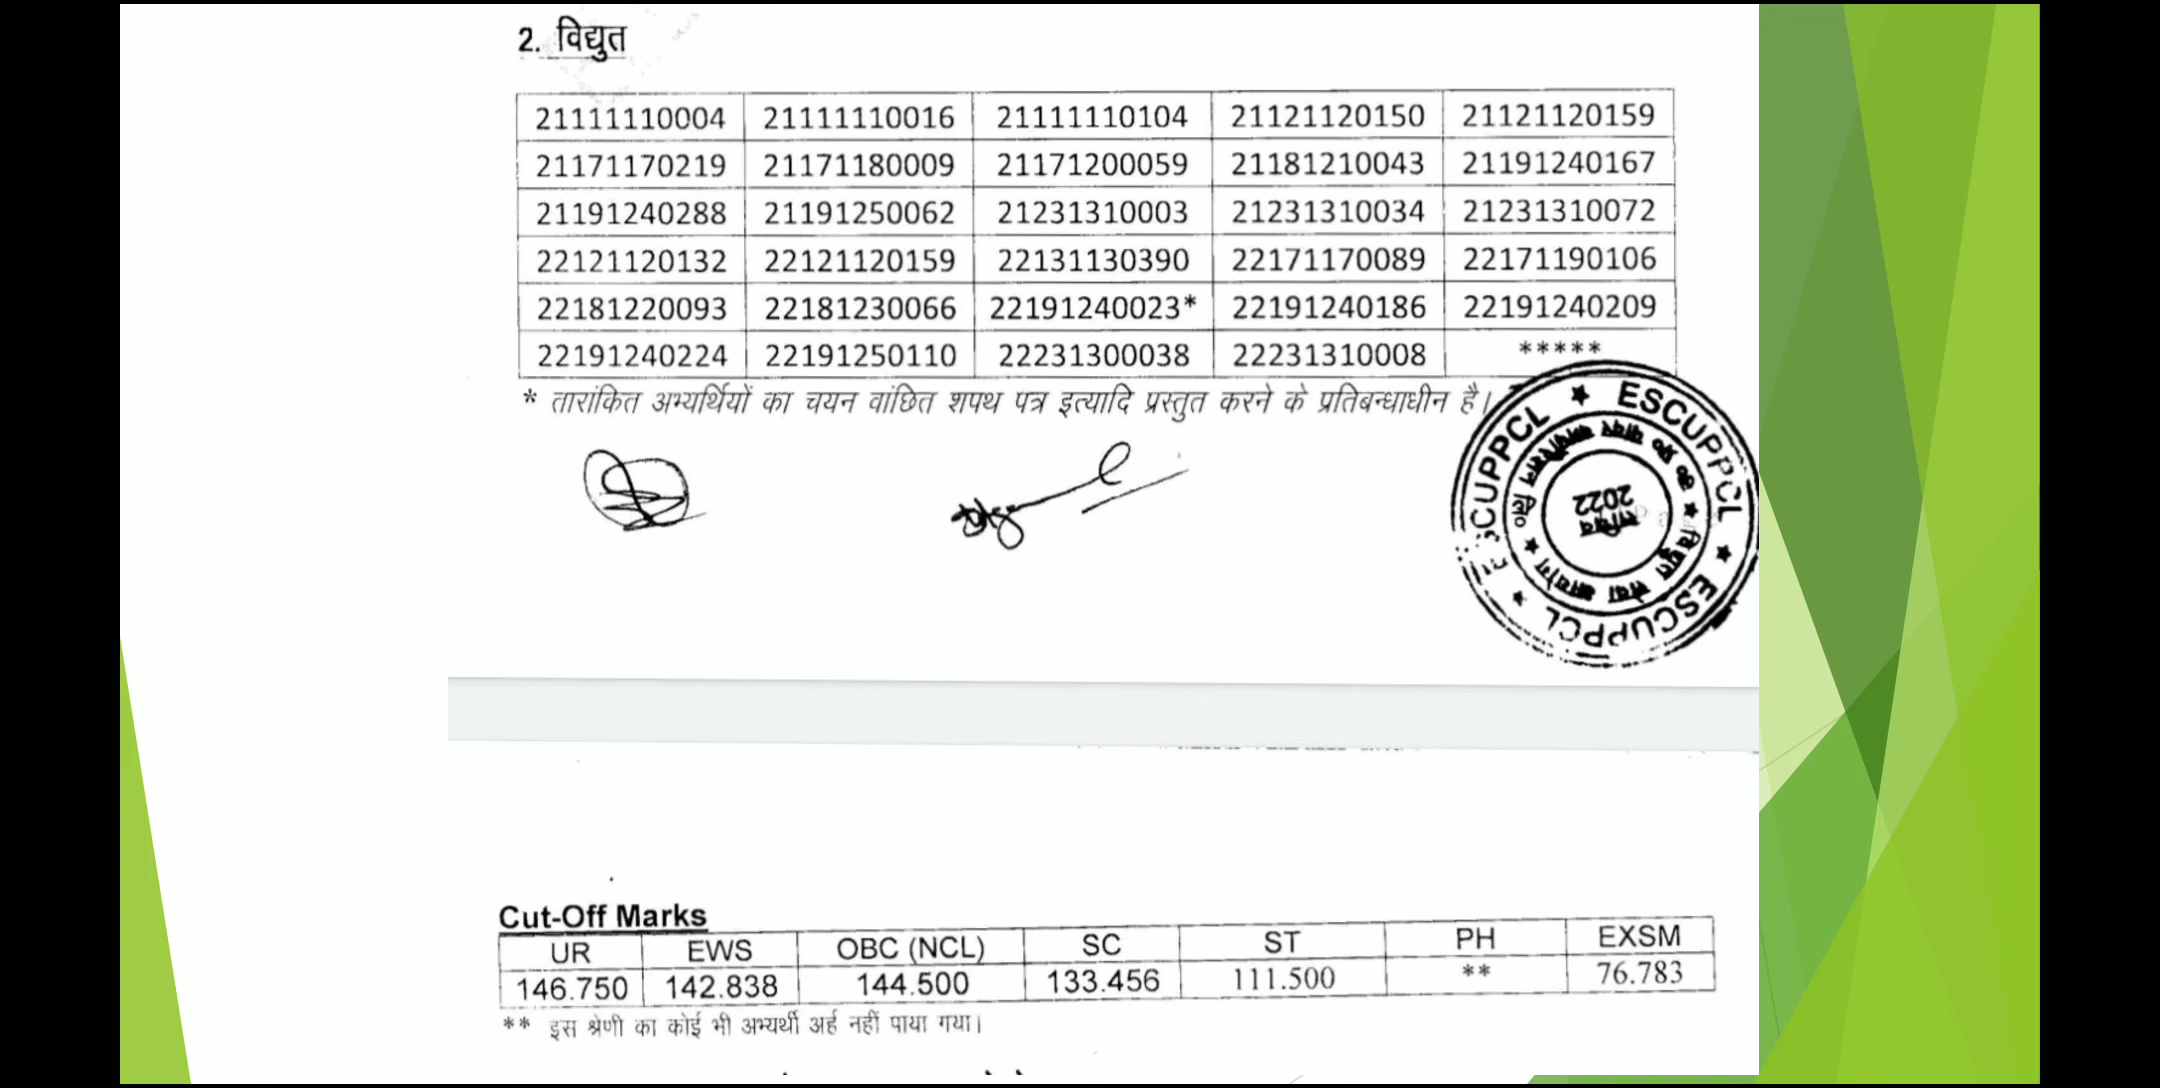 2. विद्युत
21111110004 21111110016 21111110104 21121120150 21121120159
21171170219 21171180009 21171200059 21181210043 21191240167
21191240288 21191250062 21231310003 21231310034 21231310072
22121120132 22121120159 22131130390 22171170089 22171190106
22181220093 22181230066 22191240023* 22191240186 22191240209
22191240224 22191250110 22231300038 22231310008 *****
* तारांकित अभ्यर्थियों का चयन वांछित शपथ पत्र इत्यादि प्रस्तुत करने के प्रतिबन्धाधीन है।
ESCUPPCL ★ ESCUPPCL ★ ESCUPPCL ★
विद्युत सेवा आयोग
सचिव
2022
Cut-Off Marks
UR EWS OBC (NCL) SC ST PH EXSM
146.750 142.838 144.500 133.456 111.500 ** 76.783
** इस श्रेणी का कोई भी अभ्यर्थी अर्ह नहीं पाया गया।